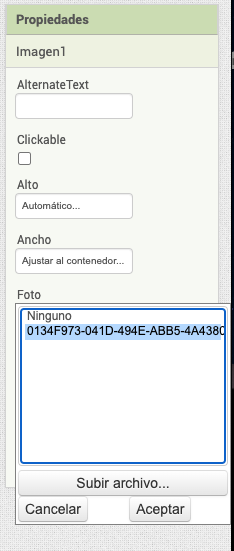 Propiedades
Imagen1
AlternateText
Clickable
Alto
Automático...
Ancho
Ajustar al contenedor...
Foto
Ninguno
0134F973-041D-494E-ABB5-4A4380
Subir archivo...
Cancelar
Aceptar